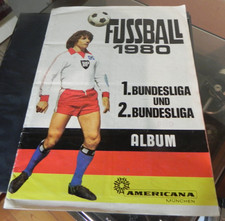 FUSSBALL
1980
1. BUNDESLIGA
UND
2. BUNDESLIGA
ALBUM
AMERICANA
MÜNCHEN